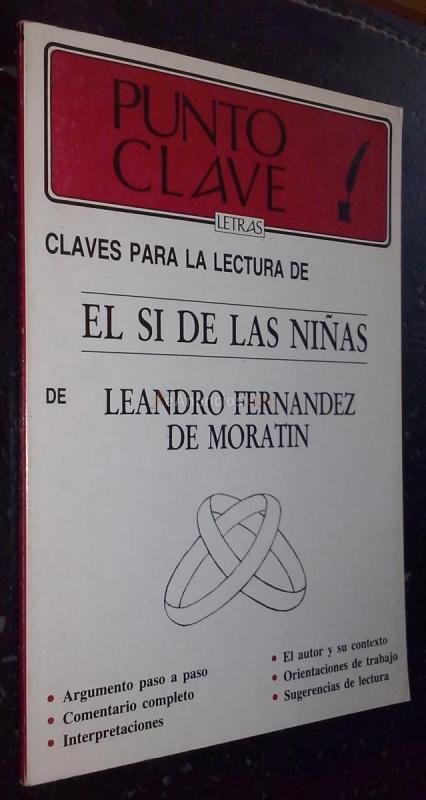 PUNTO
CLAVE
LETRAS
CLAVES PARA LA LECTURA DE
EL SI DE LAS NIÑAS
DE LEANDRO FERNANDEZ
DE MORATIN
• Argumento paso a paso
• Comentario completo
• Interpretaciones
• El autor y su contexto
• Orientaciones de trabajo
• Sugerencias de lectura